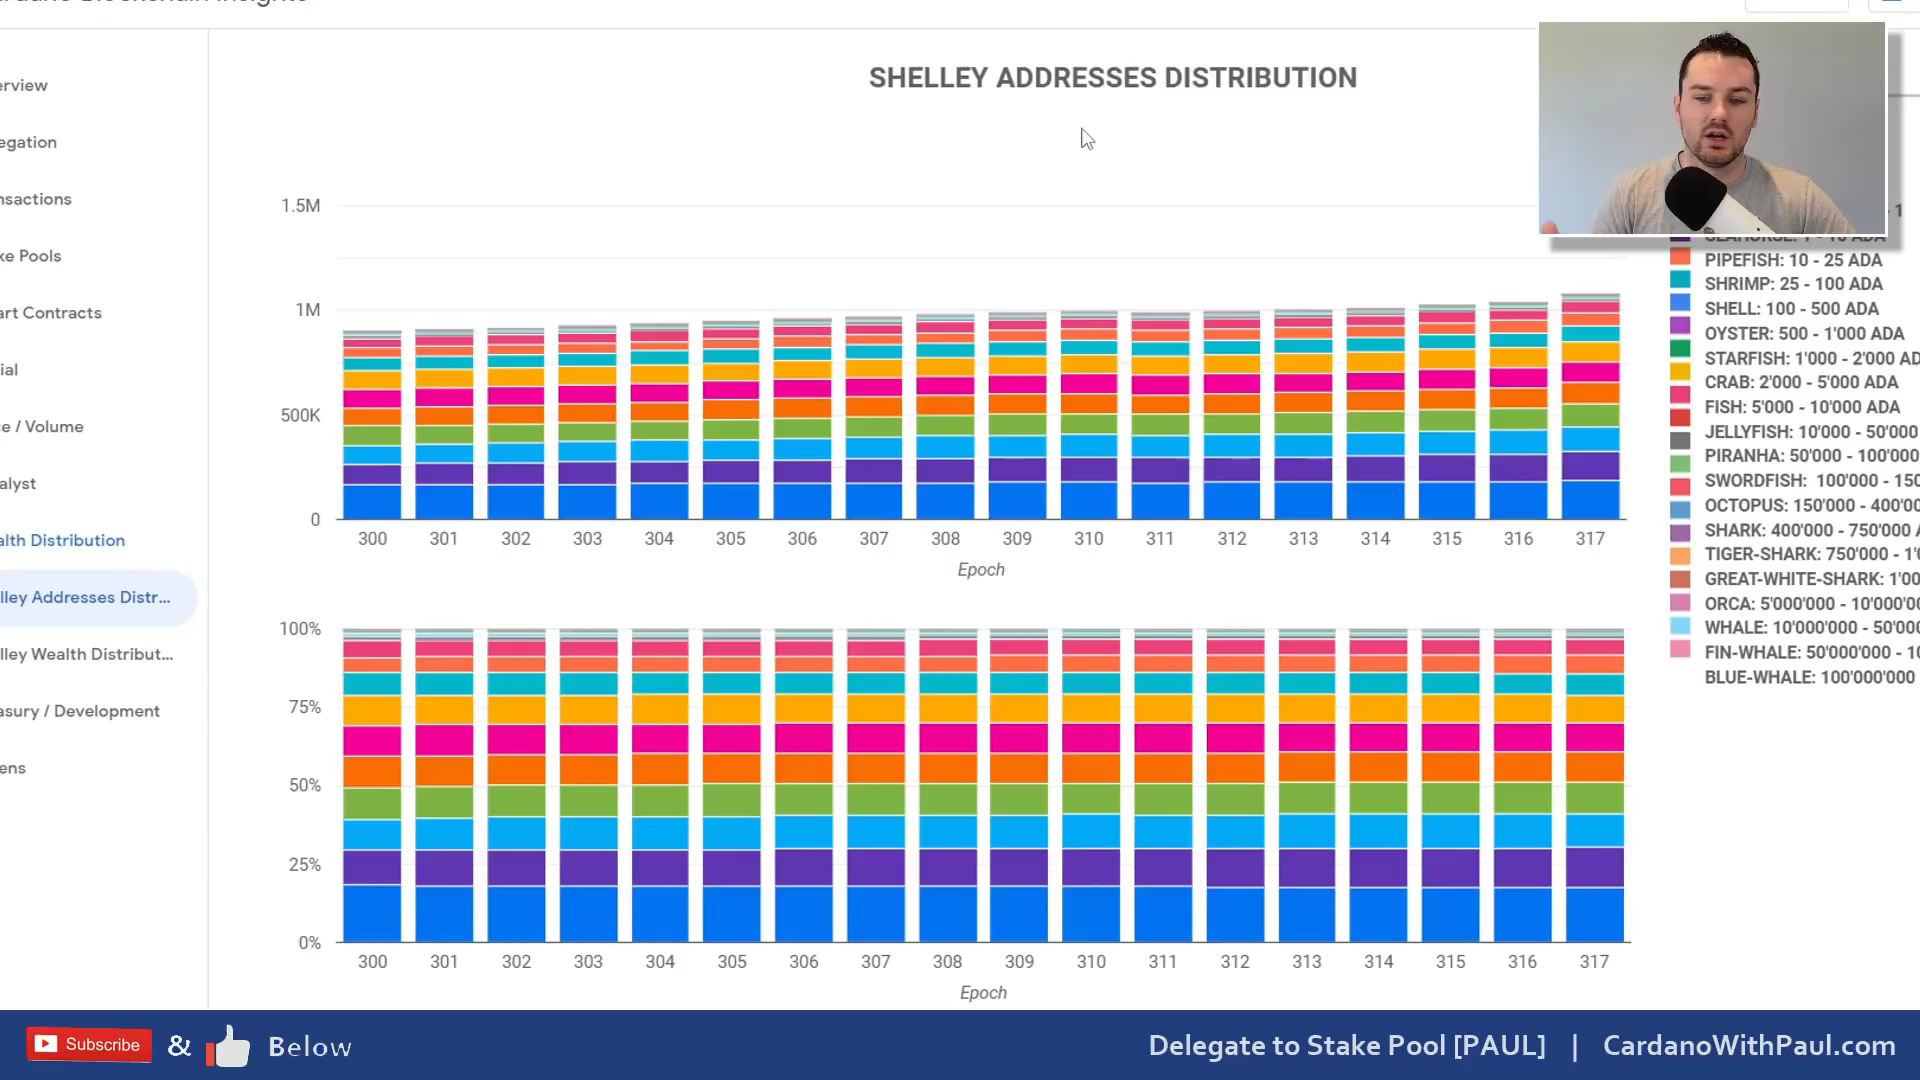 SHELLEY ADDRESSES DISTRIBUTION
erview
egation
nsactions
ke Pools
art Contracts
ial
e / Volume
alyst
alth Distribution
lley Addresses Distr...
lley Wealth Distribut...
asury / Development
ens
1.5M
1M
500K
0
300 301 302 303 304 305 306 307 308 309 310 311 312 313 314 315 316 317
Epoch
100%
75%
50%
25%
0%
300 301 302 303 304 305 306 307 308 309 310 311 312 313 314 315 316 317
Epoch
PIPEFISH: 10 - 25 ADA
SHRIMP: 25 - 100 ADA
SHELL: 100 - 500 ADA
OYSTER: 500 - 1'000 ADA
STARFISH: 1'000 - 2'000 AD
CRAB: 2'000 - 5'000 ADA
FISH: 5'000 - 10'000 ADA
JELLYFISH: 10'000 - 50'000
PIRANHA: 50'000 - 100'000
SWORDFISH: 100'000 - 150
OCTOPUS: 150'000 - 400'00
SHARK: 400'000 - 750'000 A
TIGER-SHARK: 750'000 - 1'0
GREAT-WHITE-SHARK: 1'00
ORCA: 5'000'000 - 10'000'00
WHALE: 10'000'000 - 50'000
FIN-WHALE: 50'000'000 - 10
BLUE-WHALE: 100'000'000
Subscribe & Below
Delegate to Stake Pool [PAUL] | CardanoWithPaul.com